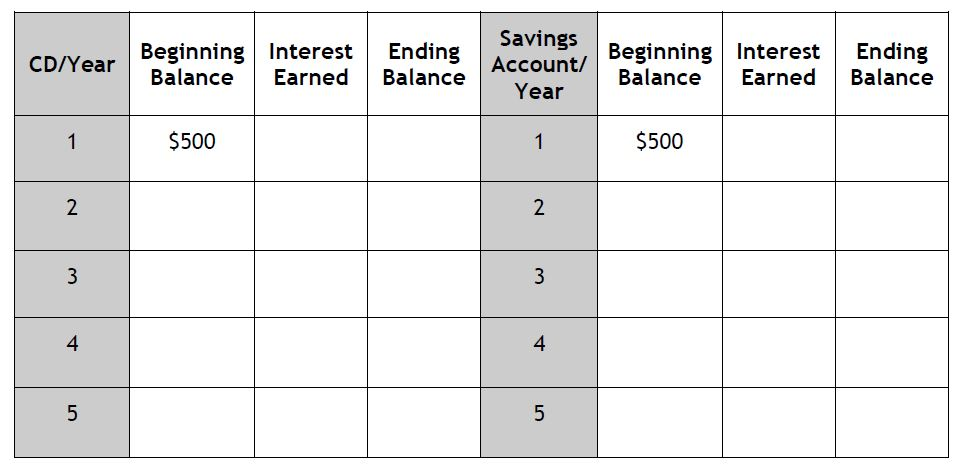 CD/Year Beginning Balance Interest Earned Ending Balance Savings Account/ Year Beginning Balance Interest Earned Ending Balance
1 $500 1 $500
2 2
3 3
4 4
5 5